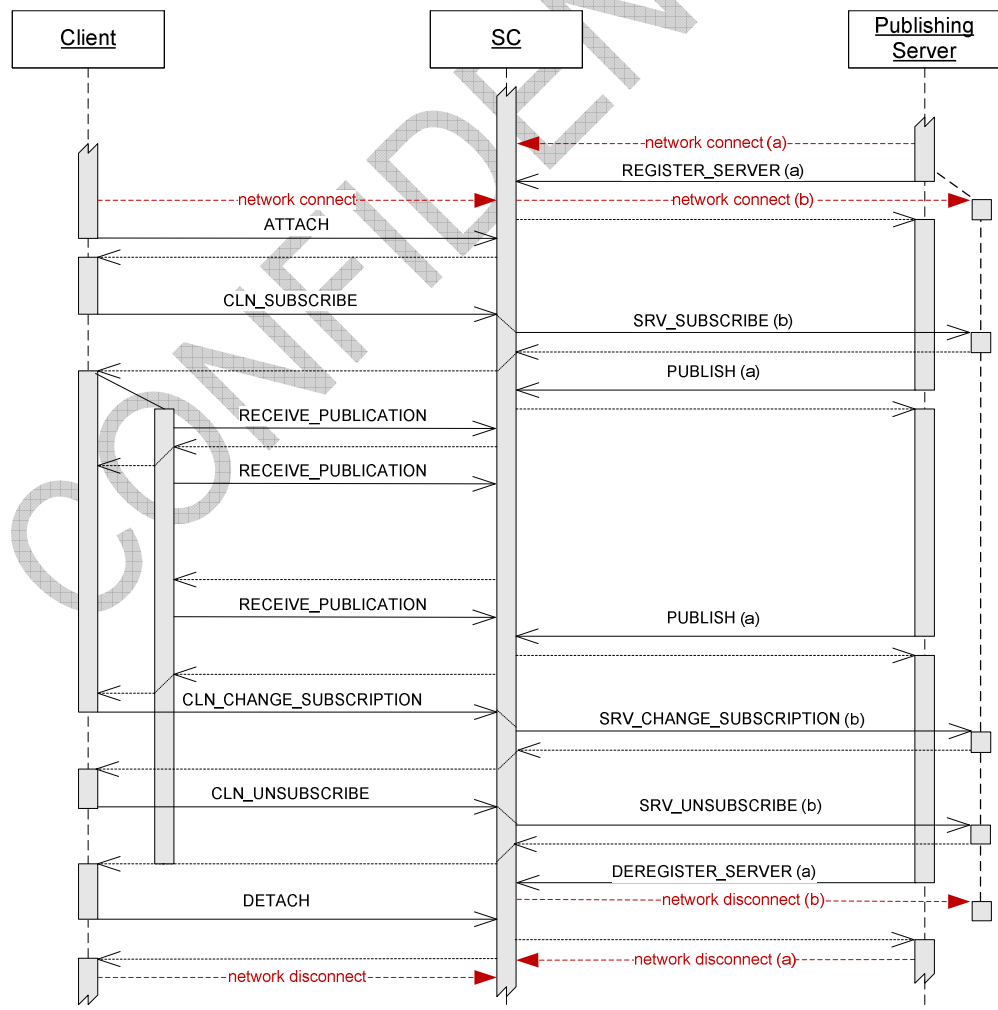 Client
SC
Publishing
Server
network connect (a)
REGISTER_SERVER (a)
network connect
network connect (b)
ATTACH
CLN_SUBSCRIBE
SRV_SUBSCRIBE (b)
PUBLISH (a)
RECEIVE_PUBLICATION
RECEIVE_PUBLICATION
RECEIVE_PUBLICATION
PUBLISH (a)
CLN_CHANGE_SUBSCRIPTION
SRV_CHANGE_SUBSCRIPTION (b)
CLN_UNSUBSCRIBE
SRV_UNSUBSCRIBE (b)
DEREGISTER_SERVER (a)
DETACH
network disconnect (b)
network disconnect (a)
network disconnect
CONFIDEN